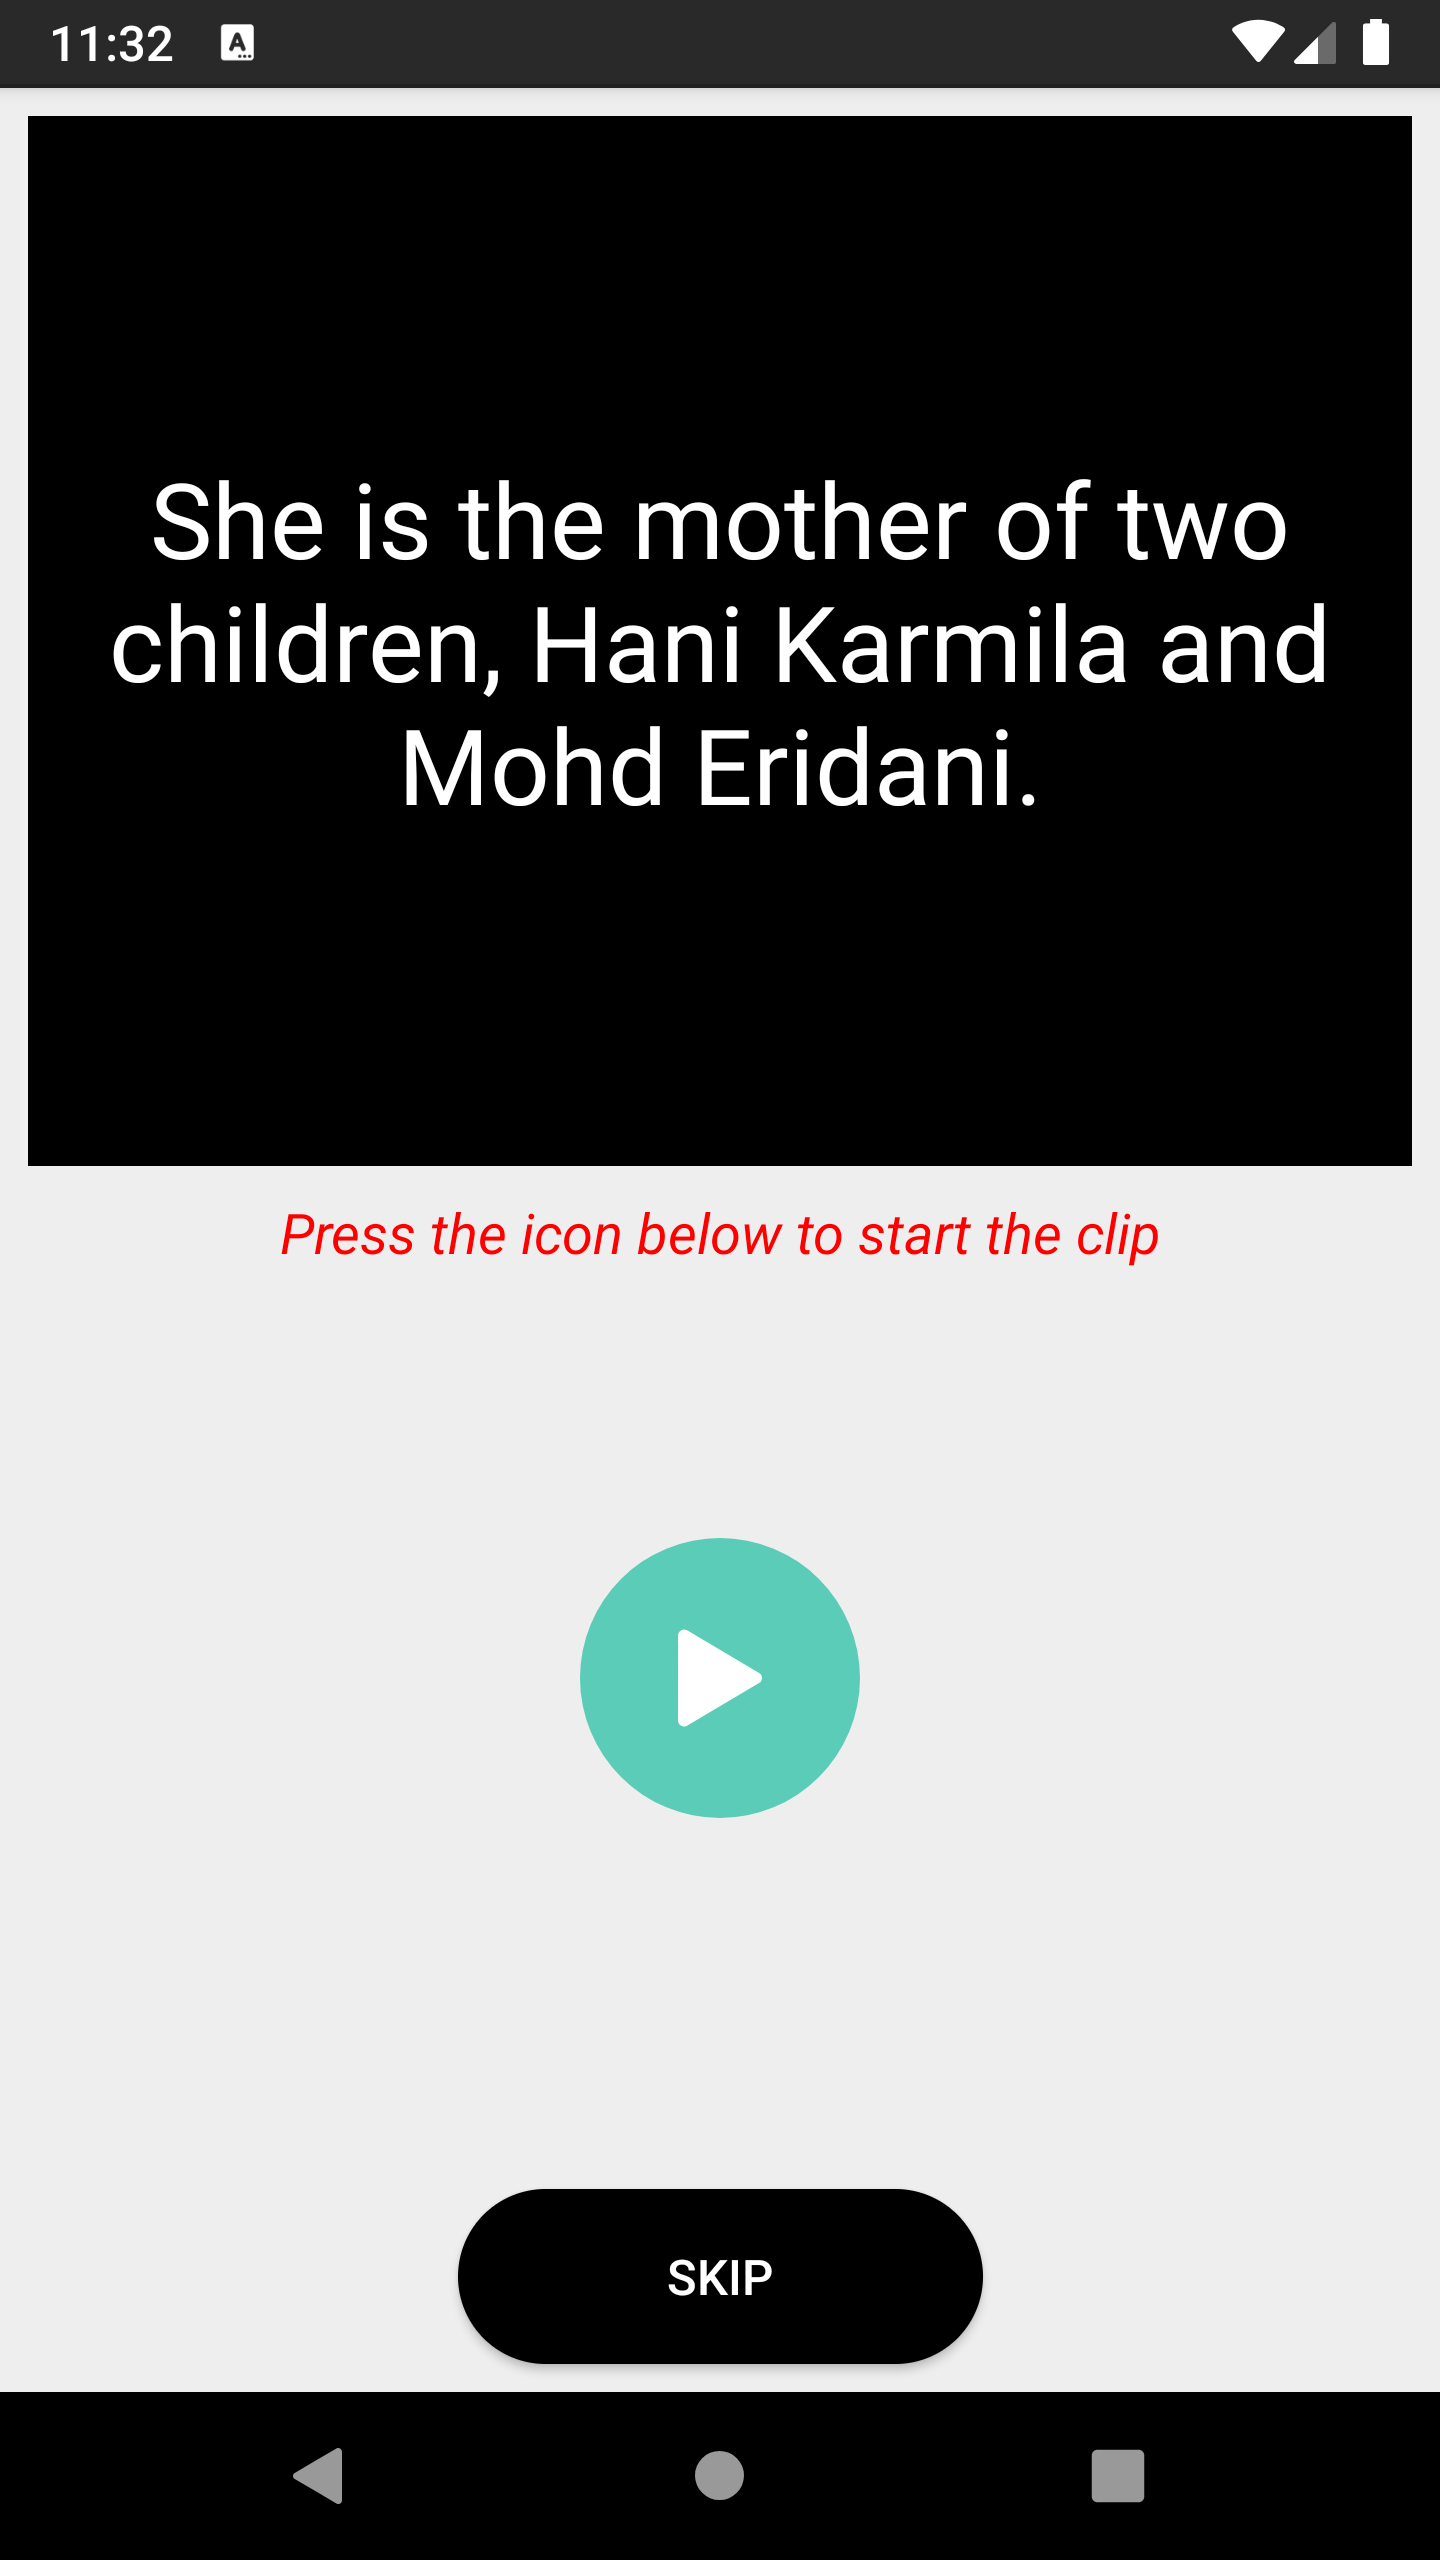 11:32
She is the mother of two
children, Hani Karmila and
Mohd Eridani.
Press the icon below to start the clip
SKIP